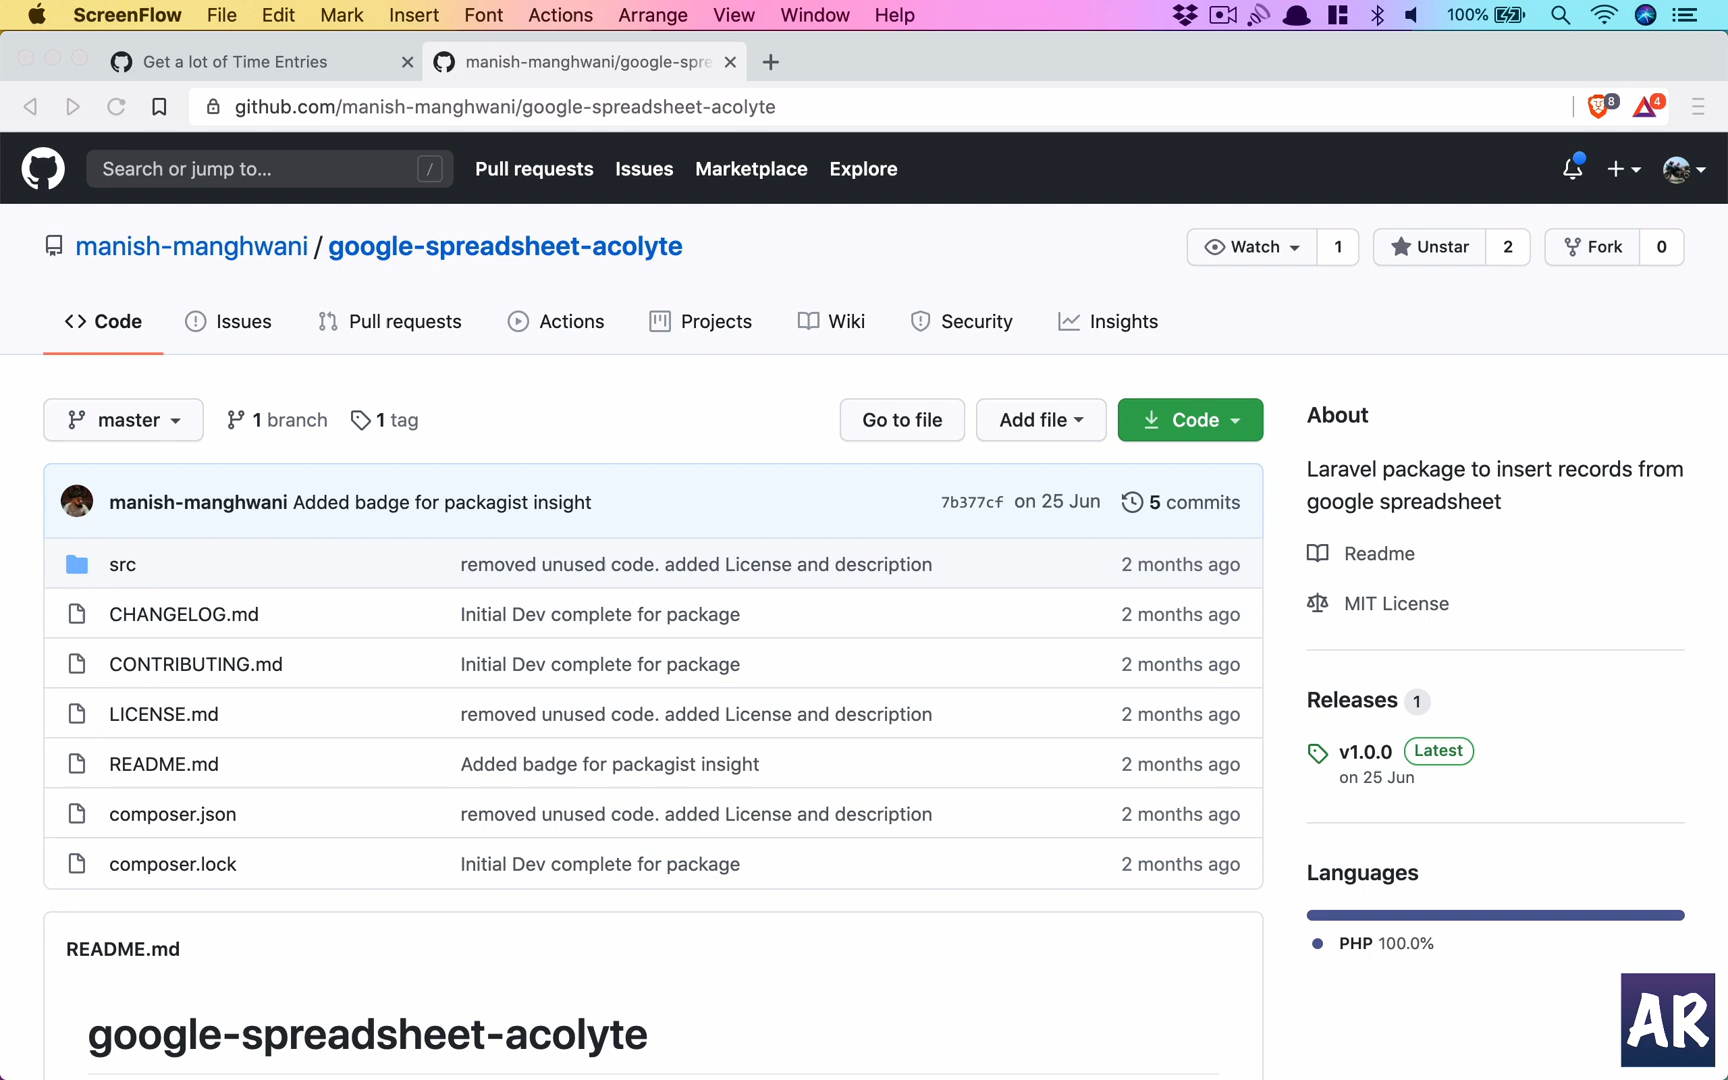 ScreenFlow File Edit Mark Insert Font Actions Arrange View Window Help 100%
Get a lot of Time Entries manish-manghwani/google-spre
github.com/manish-manghwani/google-spreadsheet-acolyte 8 4
Search or jump to... / Pull requests Issues Marketplace Explore
manish-manghwani / google-spreadsheet-acolyte Watch 1 Unstar 2 Fork 0
Code Issues Pull requests Actions Projects Wiki Security Insights
master 1 branch 1 tag Go to file Add file Code
manish-manghwani Added badge for packagist insight 7b377cf on 25 Jun 5 commits
src removed unused code. added License and description 2 months ago
CHANGELOG.md Initial Dev complete for package 2 months ago
CONTRIBUTING.md Initial Dev complete for package 2 months ago
LICENSE.md removed unused code. added License and description 2 months ago
README.md Added badge for packagist insight 2 months ago
composer.json removed unused code. added License and description 2 months ago
composer.lock Initial Dev complete for package 2 months ago
README.md
google-spreadsheet-acolyte
About
Laravel package to insert records from
google spreadsheet
Readme
MIT License
Releases 1
v1.0.0 Latest
on 25 Jun
Languages
PHP 100.0%
AR